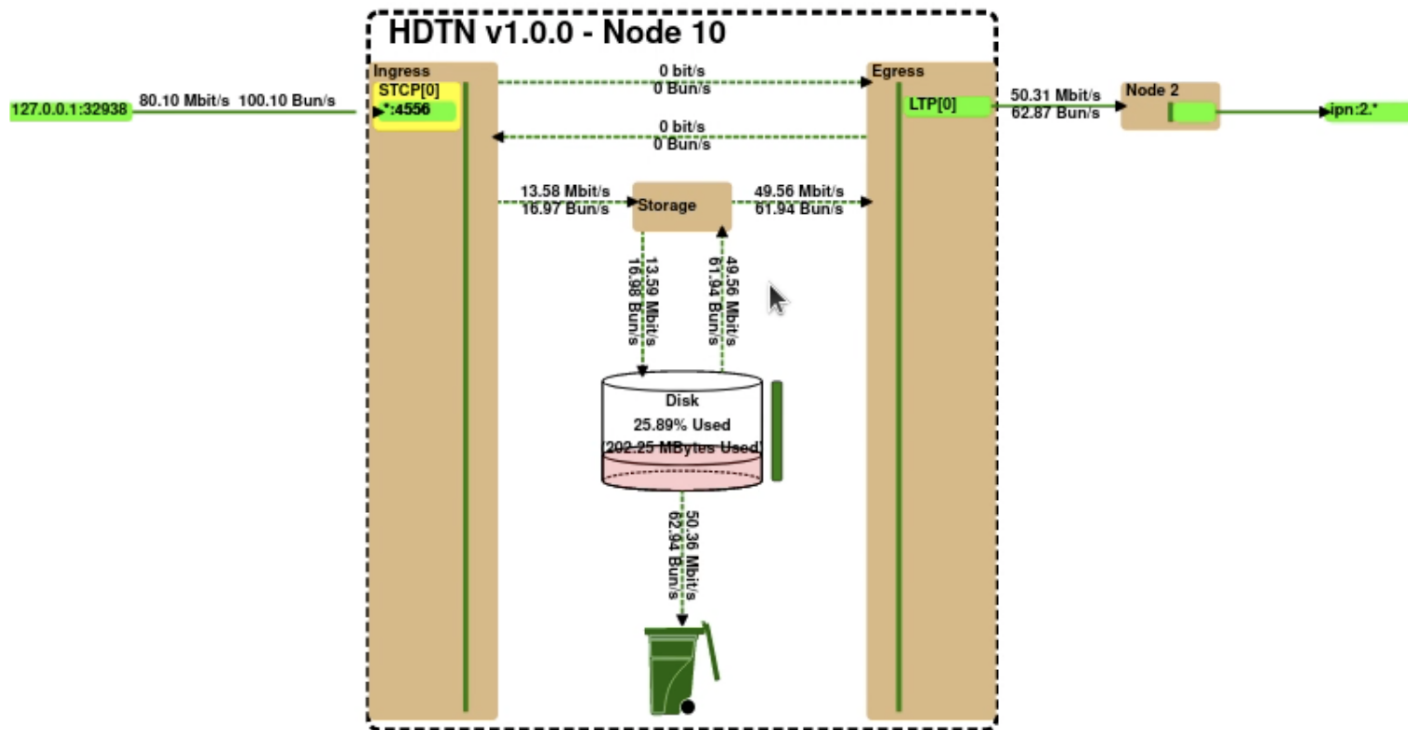 HDTN v1.0.0 - Node 10
Ingress
STCP[0]
*:4556
127.0.0.1:32938
80.10 Mbit/s 100.10 Bun/s
0 bit/s
0 Bun/s
0 bit/s
0 Bun/s
13.58 Mbit/s
16.97 Bun/s
Storage
49.56 Mbit/s
61.94 Bun/s
Egress
LTP[0]
50.31 Mbit/s
62.87 Bun/s
Node 2
ipn:2.*
13.59 Mbit/s
16.98 Bun/s
49.56 Mbit/s
61.94 Bun/s
Disk
25.89% Used
(202.25 MBytes Used)
50.36 Mbit/s
62.94 Bun/s